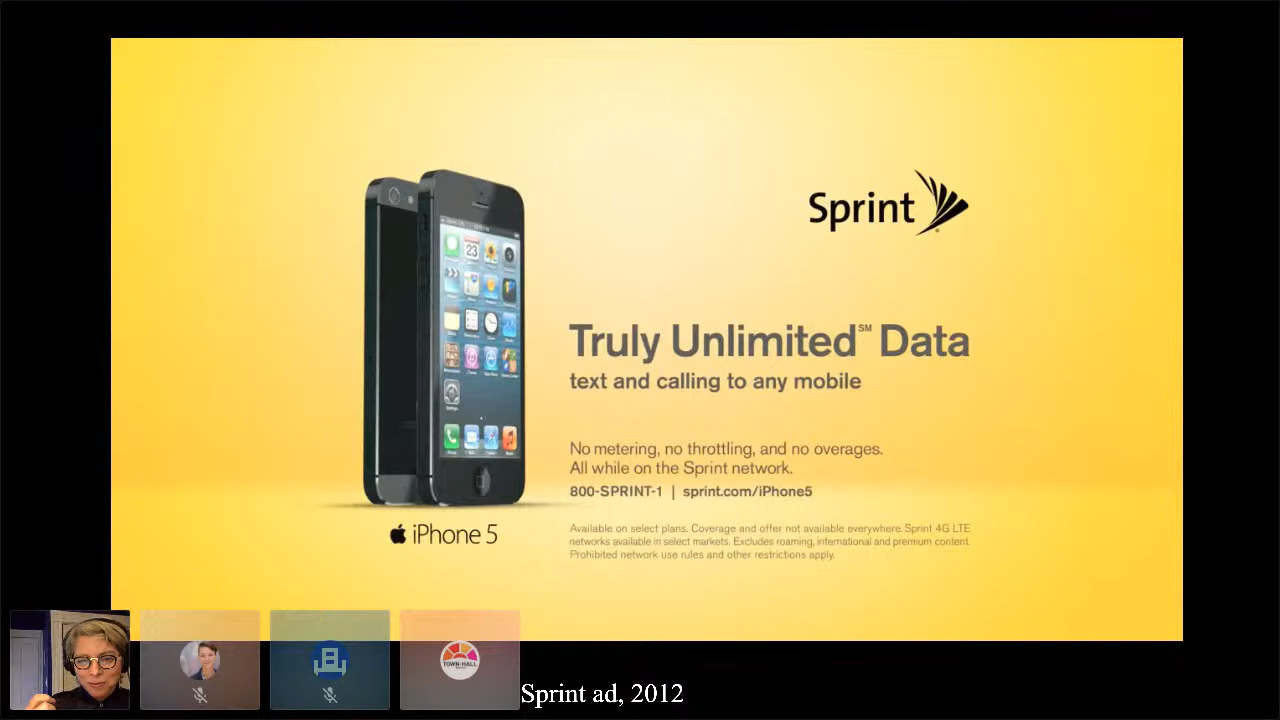 Sprint
Truly Unlimited℠ Data
text and calling to any mobile
No metering, no throttling, and no overages.
All while on the Sprint network.
800-SPRINT-1 | sprint.com/iPhone5
iPhone 5
Available on select plans. Coverage and offer not available everywhere. Sprint 4G LTE
networks available in select markets. Excludes roaming, international and premium content.
Prohibited network use rules and other restrictions apply.
23
TOWN HALL
Sprint ad, 2012